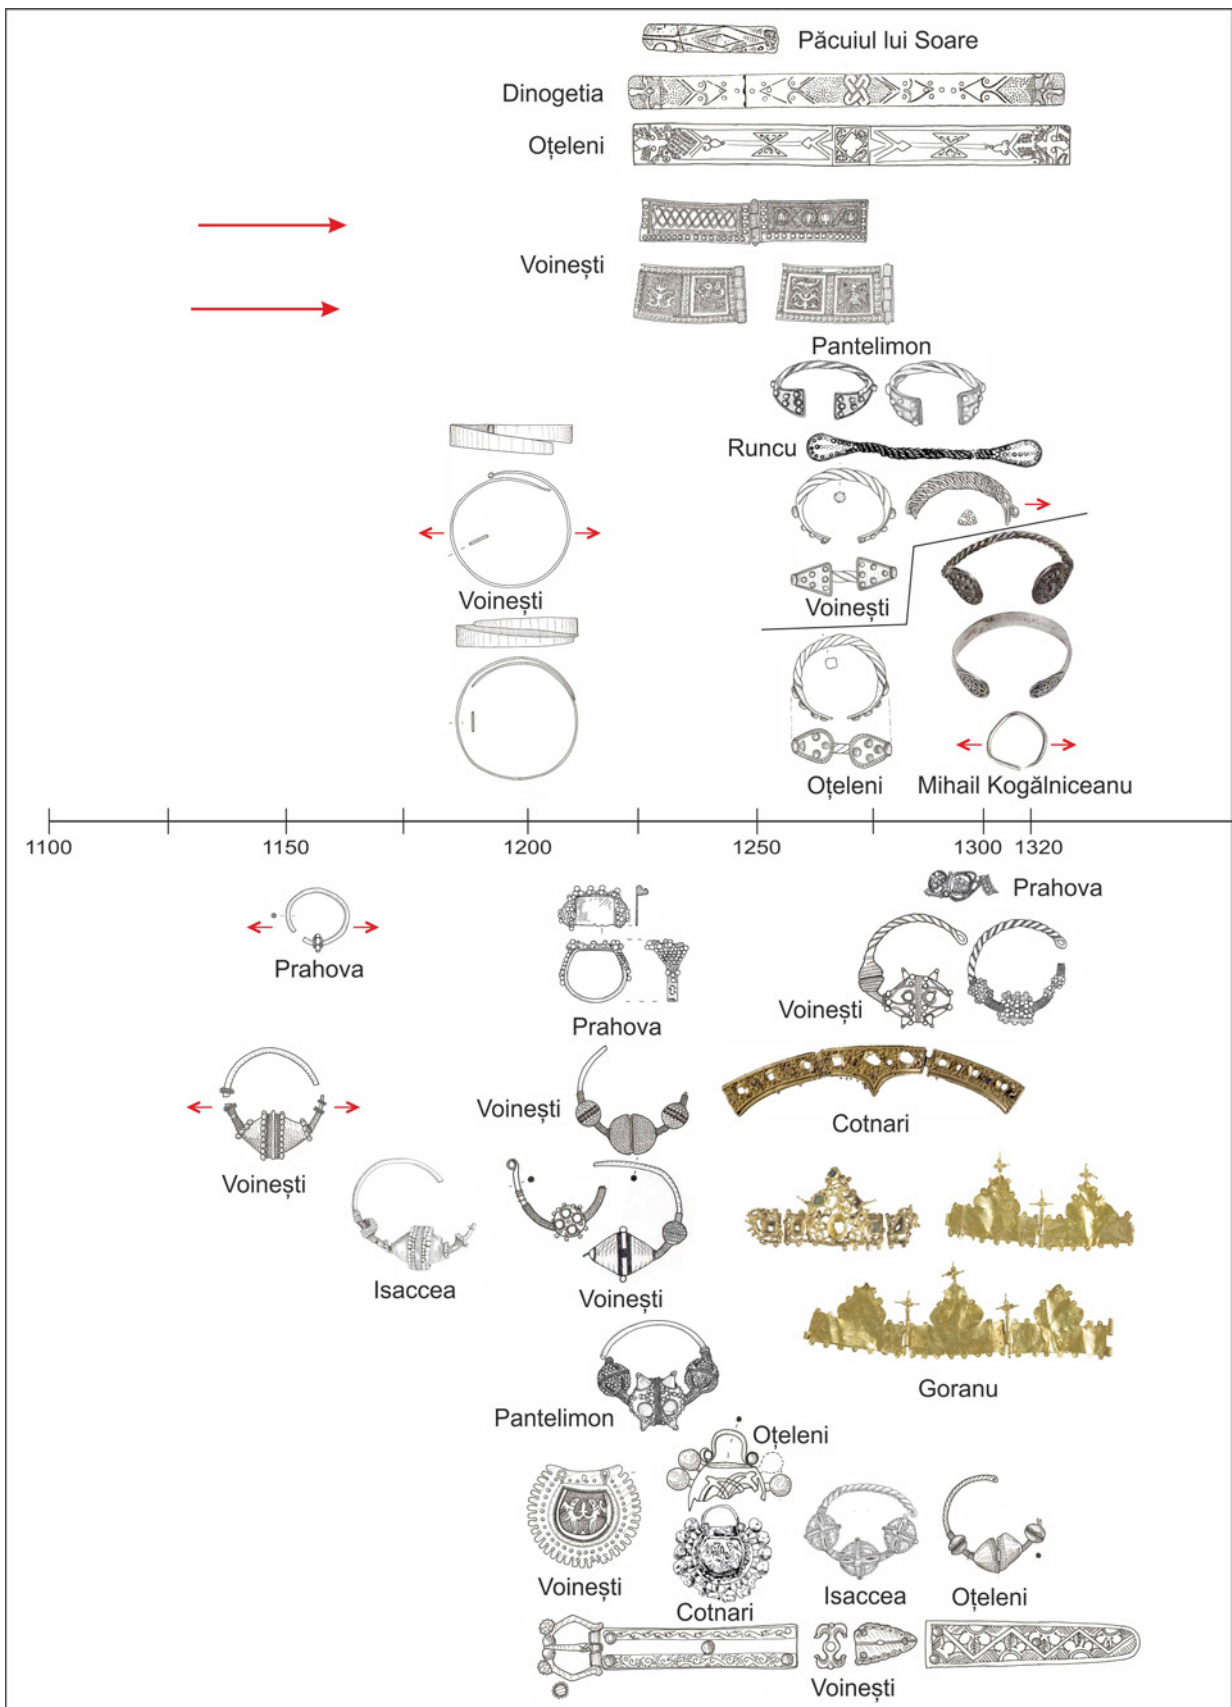 Păcuiul lui Soare
Dinogetia
Oțeleni
Voinești
Pantelimon
Runcu
Voinești
Voinești
Oțeleni
Mihail Kogălniceanu
1100 1150 1200 1250 1300 1320
Prahova
Prahova
Prahova
Voinești
Voinești
Cotnari
Voinești
Isaccea
Voinești
Goranu
Pantelimon
Oțeleni
Voinești
Cotnari
Isaccea
Oțeleni
Voinești